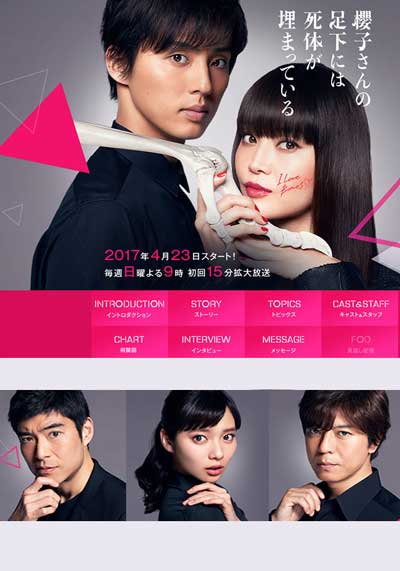 櫻子さんの
足下には
死体が
埋まっている
I love Bones♡
2017年4月23日スタート!
毎週日曜よる9時 初回15分拡大放送
INTRODUCTION STORY TOPICS CAST&STAFF
イントロダクション ストーリー トピックス キャスト&スタッフ
CHART INTERVIEW MESSAGE FOD
相関図 インタビュー メッセージ 見逃し配信